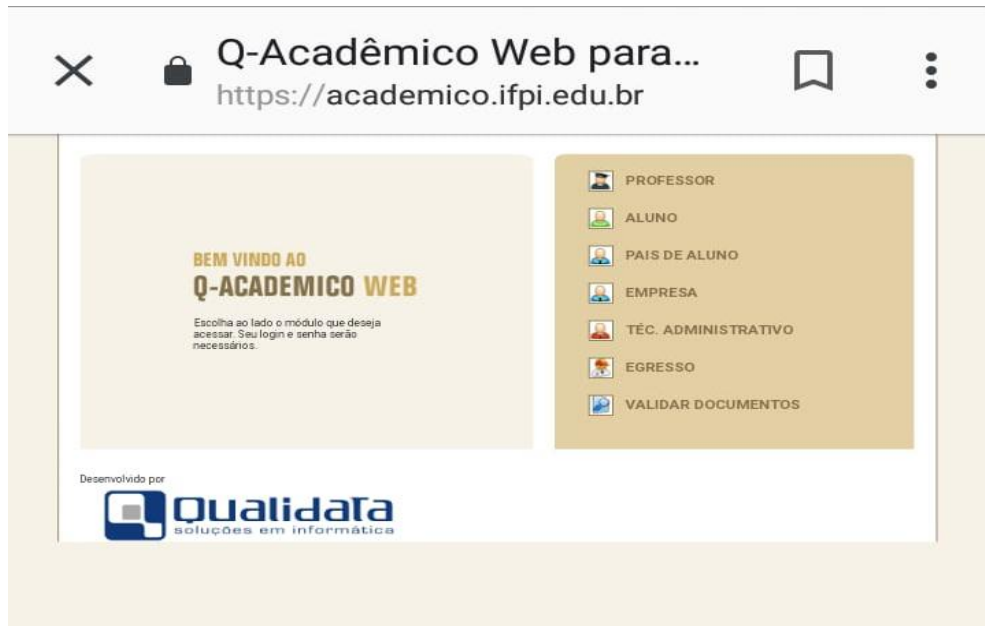 Q-Acadêmico Web para...
https://academico.ifpi.edu.br
BEM VINDO AO
Q-ACADEMICO WEB
Escolha ao lado o módulo que deseja
acessar. Seu login e senha serão
necessários.
PROFESSOR
ALUNO
PAIS DE ALUNO
EMPRESA
TÉC. ADMINISTRATIVO
EGRESSO
VALIDAR DOCUMENTOS
Desenvolvido por
Qualidata
soluções em informática